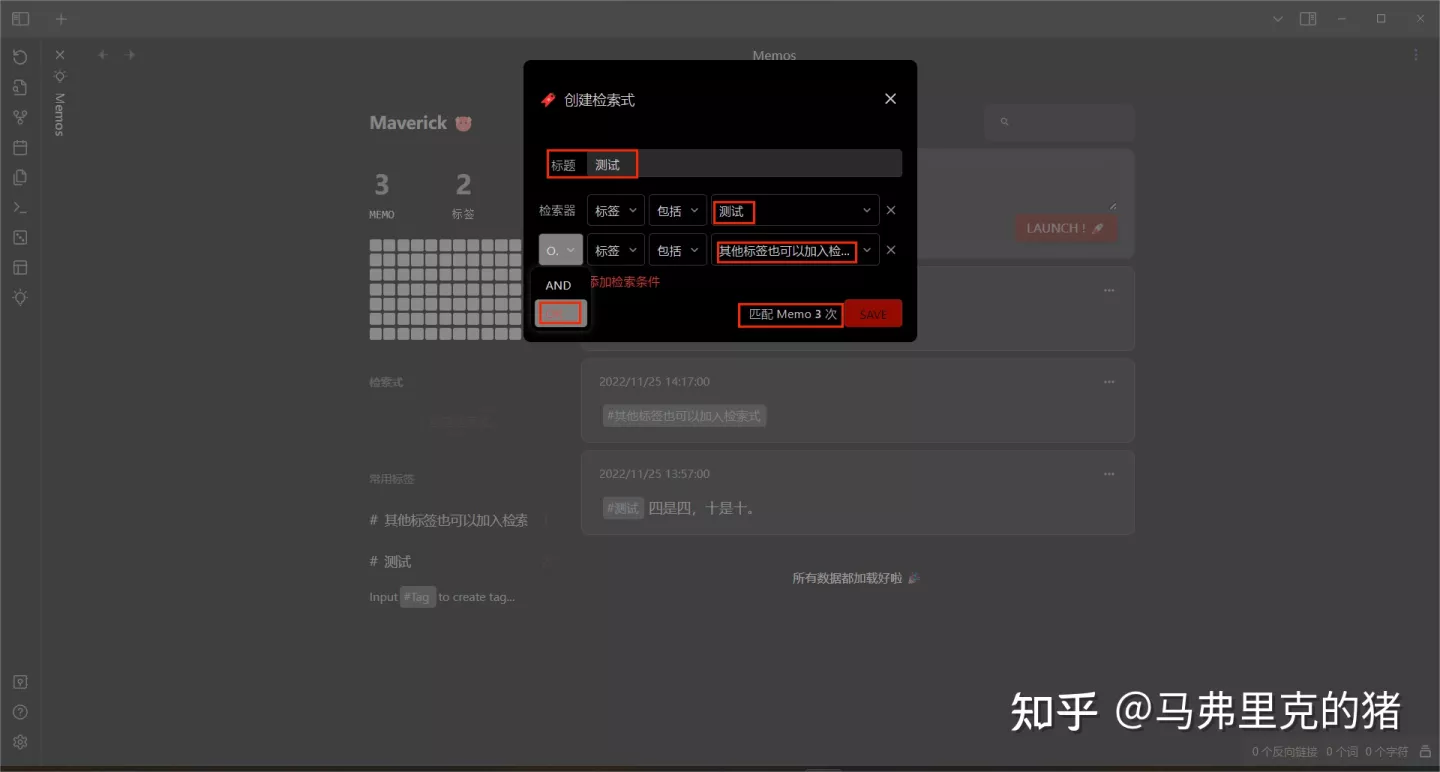 Memos
Memos
Maverick
3
2
MEMO
标签
检索式
常用标签
# 其他标签也可以加入检索
# 测试
Input #Tag to create tag...
创建检索式
标题 测试
检索器 标签 包括 测试
O. 标签 包括 其他标签也可以加入检...
AND
添加检索条件
匹配 Memo 3 次 SAVE
LAUNCH !
2022/11/25 14:17:00
#其他标签也可以加入检索式
2022/11/25 13:57:00
#测试 四是四，十是十。
所有数据都加载好啦
知乎 @马弗里克的猪
0 个反向链接 0 个词 0 个字符